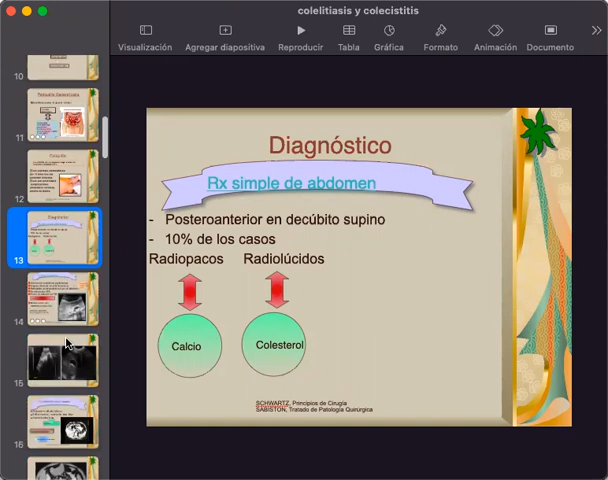 colelitiasis y colecistitis
Visualización
Agregar diapositiva
Reproducir
Tabla
Gráfica
Formato
Animación
Documento
10
11
12
13
14
15
16
Diagnóstico
Rx simple de abdomen
- Posteroanterior en decúbito supino
- 10% de los casos
Radiopacos Radiolúcidos
Calcio Colesterol
SCHWARTZ, Principios de Cirugía
SABISTON, Tratado de Patología Quirúrgica